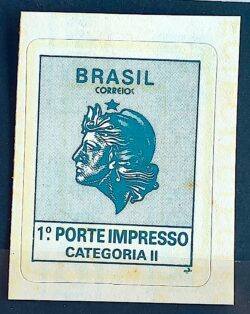 BRASIL
CORREIOS
1º PORTE IMPRESSO
CATEGORIA II